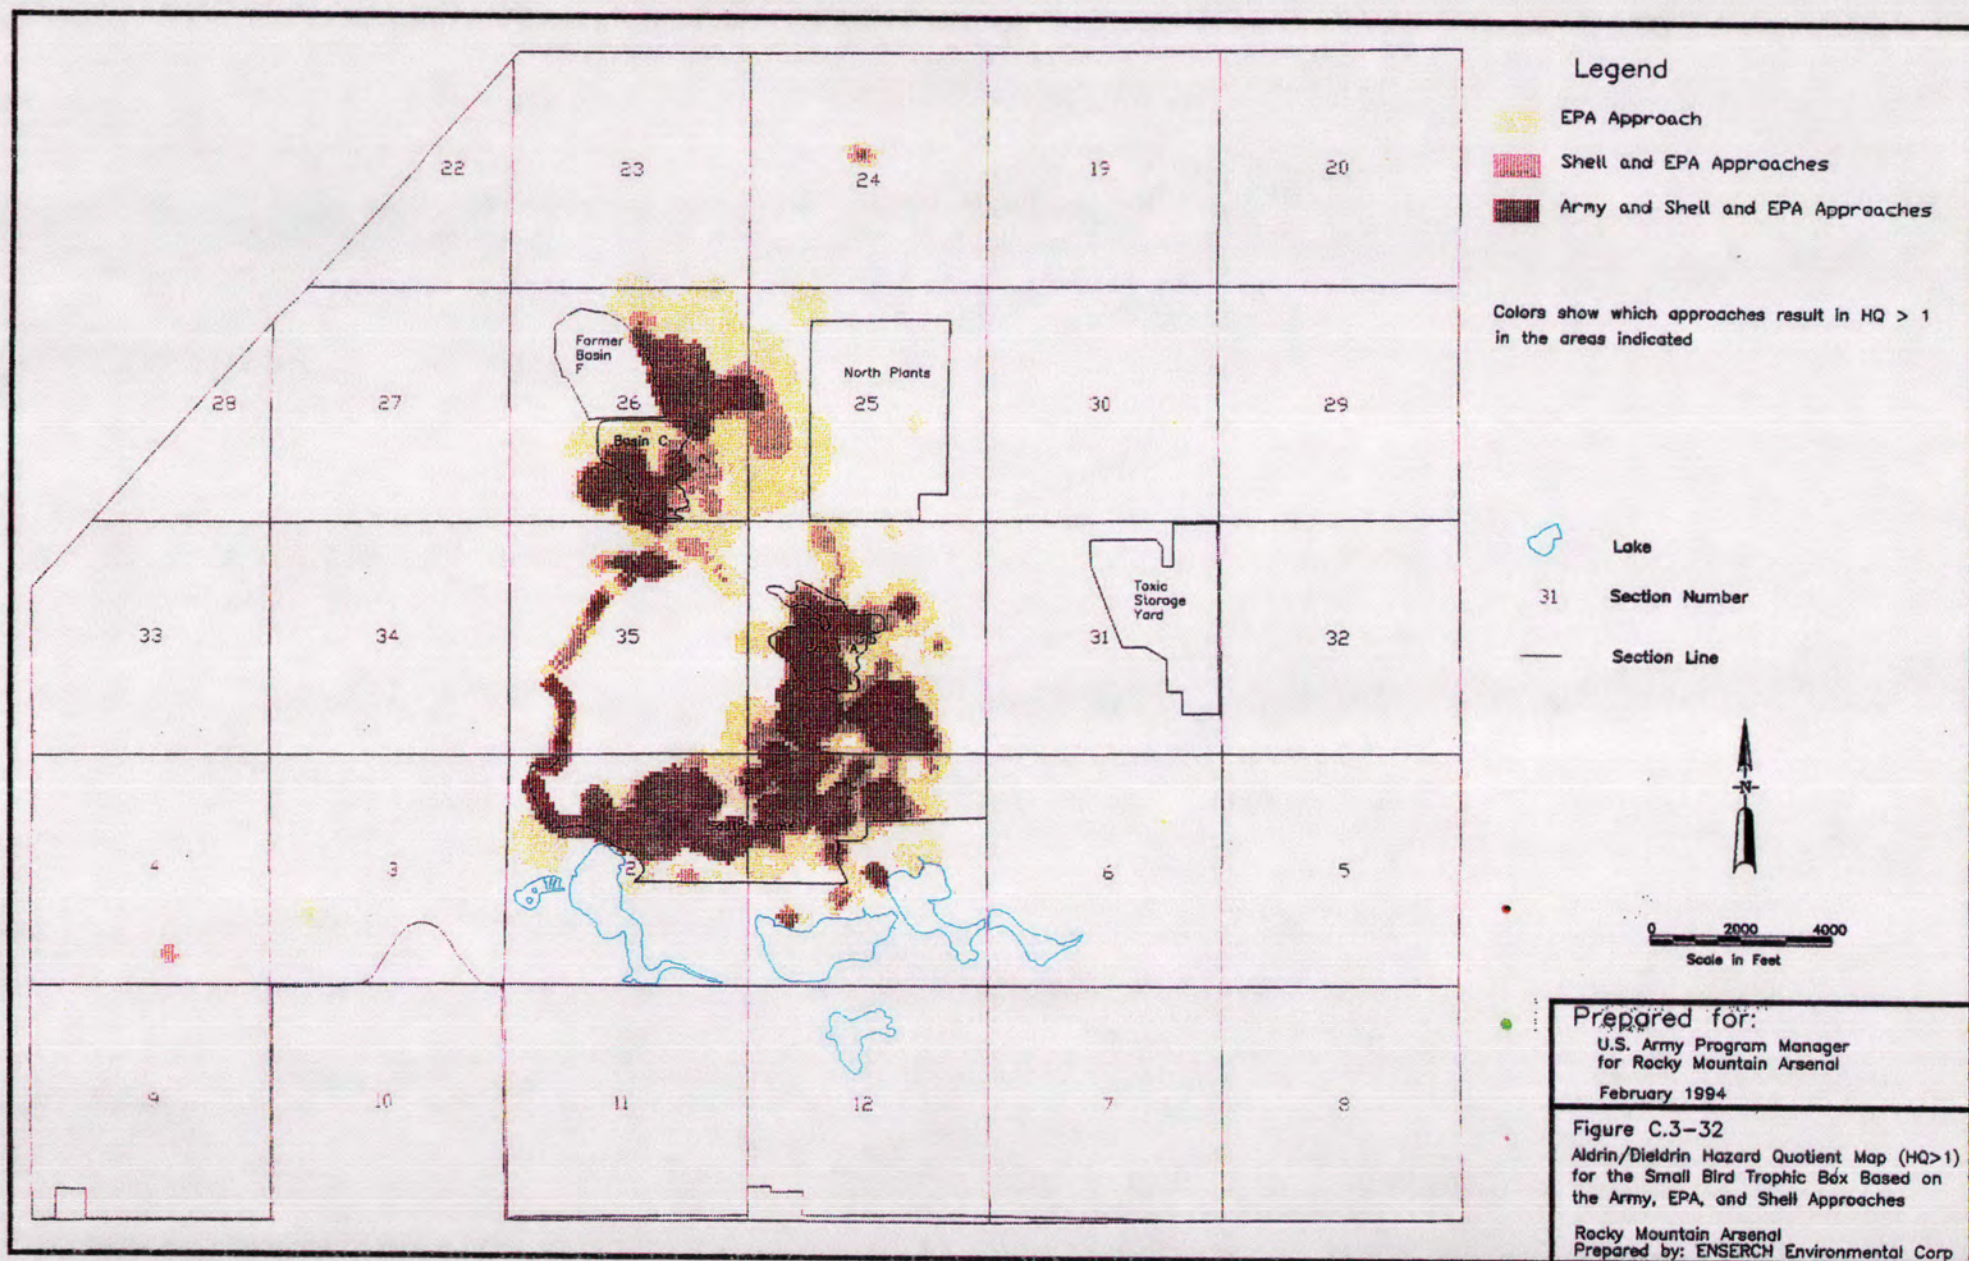 Legend
EPA Approach
Shell and EPA Approaches
Army and Shell and EPA Approaches
Colors show which approaches result in HQ > 1
in the areas indicated
Lake
31 Section Number
Section Line
N
0 2000 4000
Scale in Feet
22 23 24 19 20
Former
Basin
F
North Plants
28 27 26 25 30 29
Basin C
Toxic
Storage
Yard
33 34 35 31 32
4 3 2 6 5
9 10 11 12 7 8
Prepared for:
U.S. Army Program Manager
for Rocky Mountain Arsenal
February 1994
Figure C.3-32
Aldrin/Dieldrin Hazard Quotient Map (HQ>1)
for the Small Bird Trophic Box Based on
the Army, EPA, and Shell Approaches
Rocky Mountain Arsenal
Prepared by: ENSERCH Environmental Corp